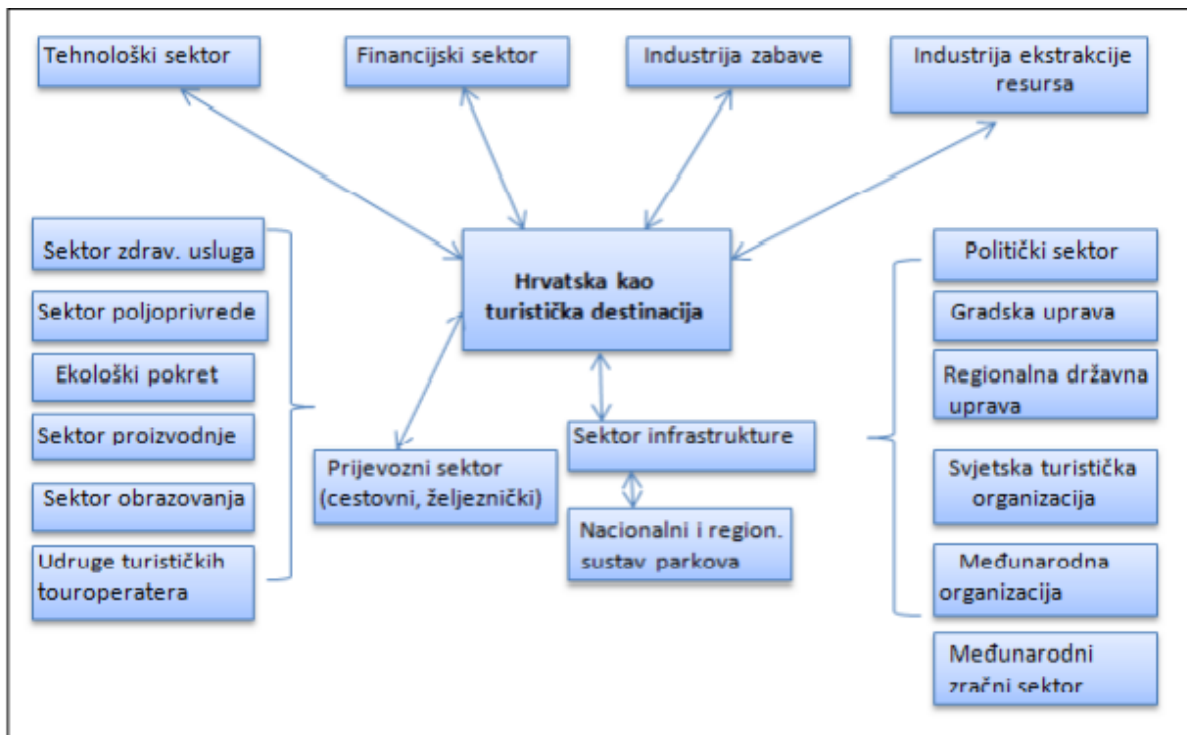 Tehnološki sektor
Financijski sektor
Industrija zabave
Industrija ekstrakcije
resursa
Sektor zdrav. usluga
Sektor poljoprivrede
Ekološki pokret
Sektor proizvodnje
Sektor obrazovanja
Udruge turističkih
touroperatera
Hrvatska kao
turistička destinacija
Prijevozni sektor
(cestovni, željeznički)
Sektor infrastrukture
Nacionalni i region.
sustav parkova
Politički sektor
Gradska uprava
Regionalna državna
uprava
Svjetska turistička
organizacija
Međunarodna
organizacija
Međunarodni
zračni sektor